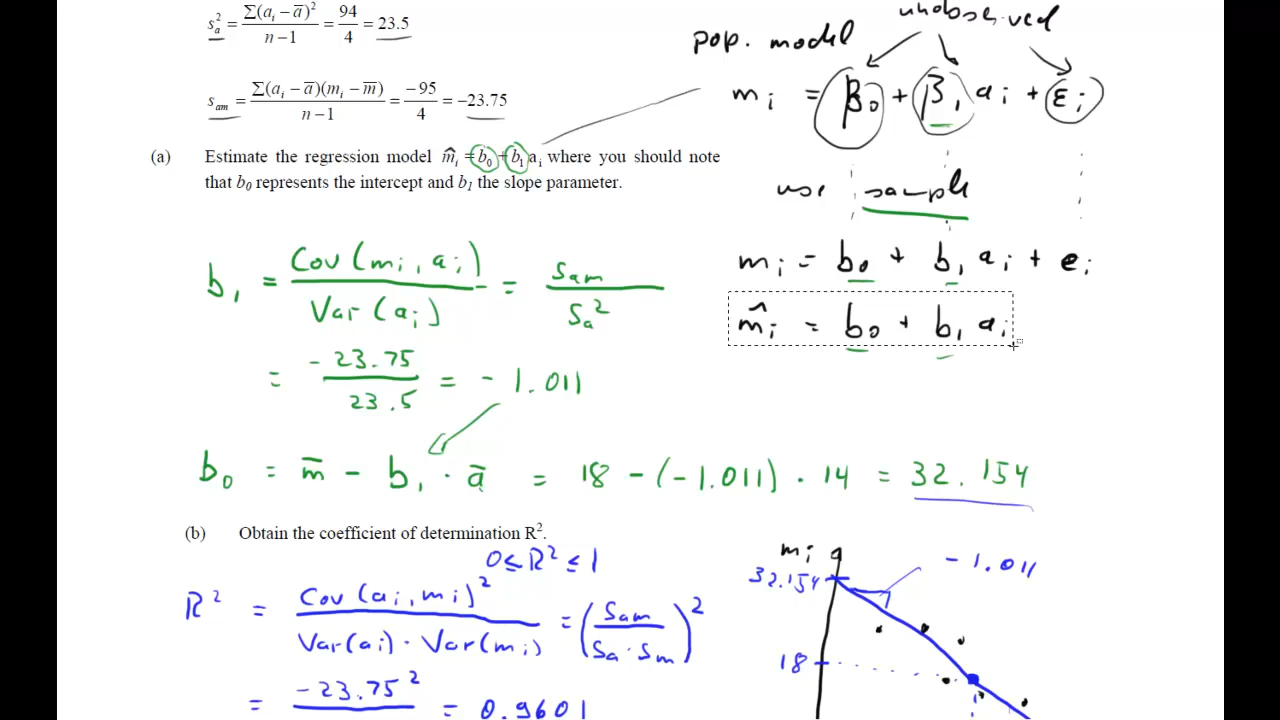 s_a^2 = Σ(a_i − a̅)^2 / n−1 = 94 / 4 = 23.5
s_am = Σ(a_i − a̅)(m_i − m̅) / n−1 = −95 / 4 = −23.75
(a) Estimate the regression model m̂_i = b_0 + b_1 a_i where you should note
that b_0 represents the intercept and b_1 the slope parameter.
unobserved
pop. model
m_i = β_0 + β_1 a_i + ε_i
use sample
m_i = b_0 + b_1 a_i + e_i
m̂_i = b_0 + b_1 a_i
b_1 = Cov(m_i, a_i) / Var(a_i) = S_am / S_a^2
= -23.75 / 23.5 = -1.011
b_0 = m̅ - b_1 · a̅ = 18 - (-1.011) · 14 = 32.154
(b) Obtain the coefficient of determination R^2.
0 ≤ R^2 ≤ 1
R^2 = Cov(a_i, m_i)^2 / Var(a_i) · Var(m_i) = (S_am / S_a · S_m)^2
= -23.75^2 = 0.9601
m_i
32.154
-1.011
18